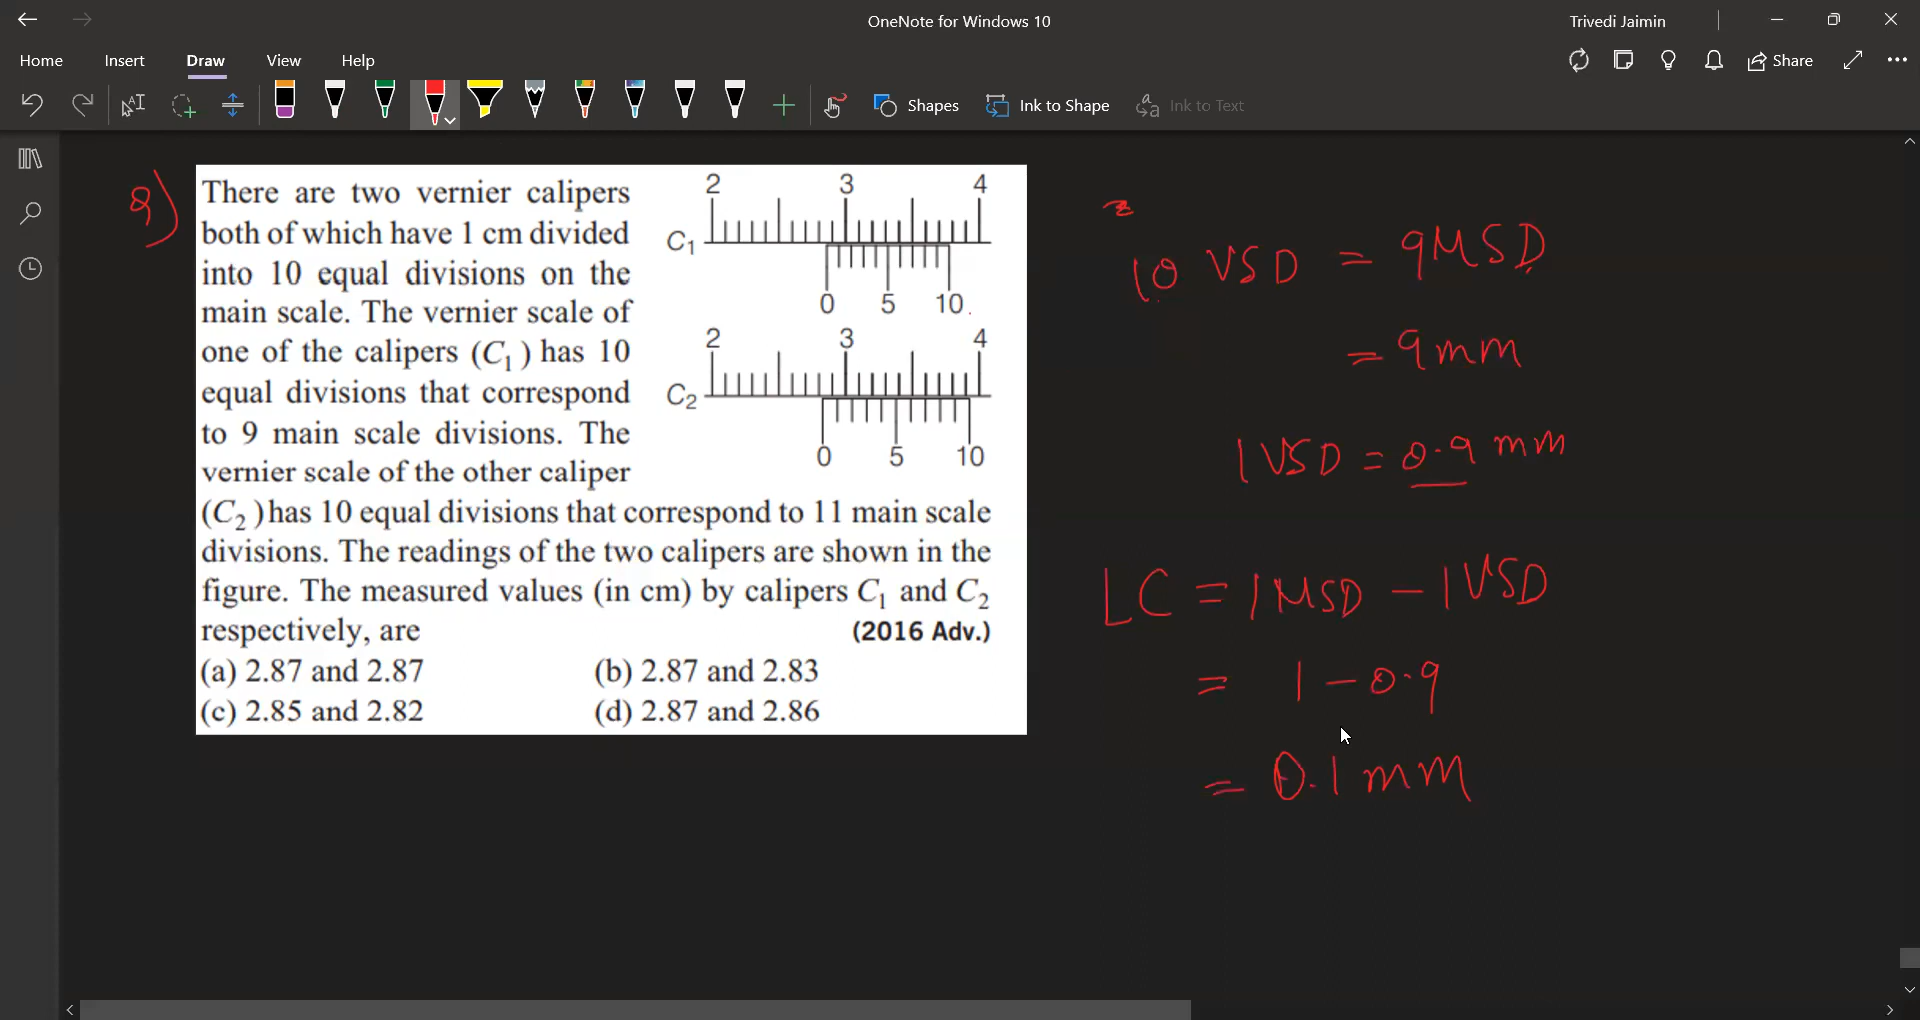 OneNote for Windows 10
Trivedi Jaimin
Home Insert Draw View Help
Share
Shapes Ink to Shape Ink to Text
8)
There are two vernier calipers
both of which have 1 cm divided
into 10 equal divisions on the
main scale. The vernier scale of
one of the calipers (C₁) has 10
equal divisions that correspond
to 9 main scale divisions. The
vernier scale of the other caliper
(C₂) has 10 equal divisions that correspond to 11 main scale
divisions. The readings of the two calipers are shown in the
figure. The measured values (in cm) by calipers C₁ and C₂
respectively, are (2016 Adv.)
(a) 2.87 and 2.87 (b) 2.87 and 2.83
(c) 2.85 and 2.82 (d) 2.87 and 2.86
2 3 4
C₁
0 5 10
2 3 4
C₂
0 5 10
10 VSD = 9MSD
= 9mm
1 VSD = 0.9 mm
LC = 1 MSD - 1 VSD
= 1 - 0.9
= 0.1 mm